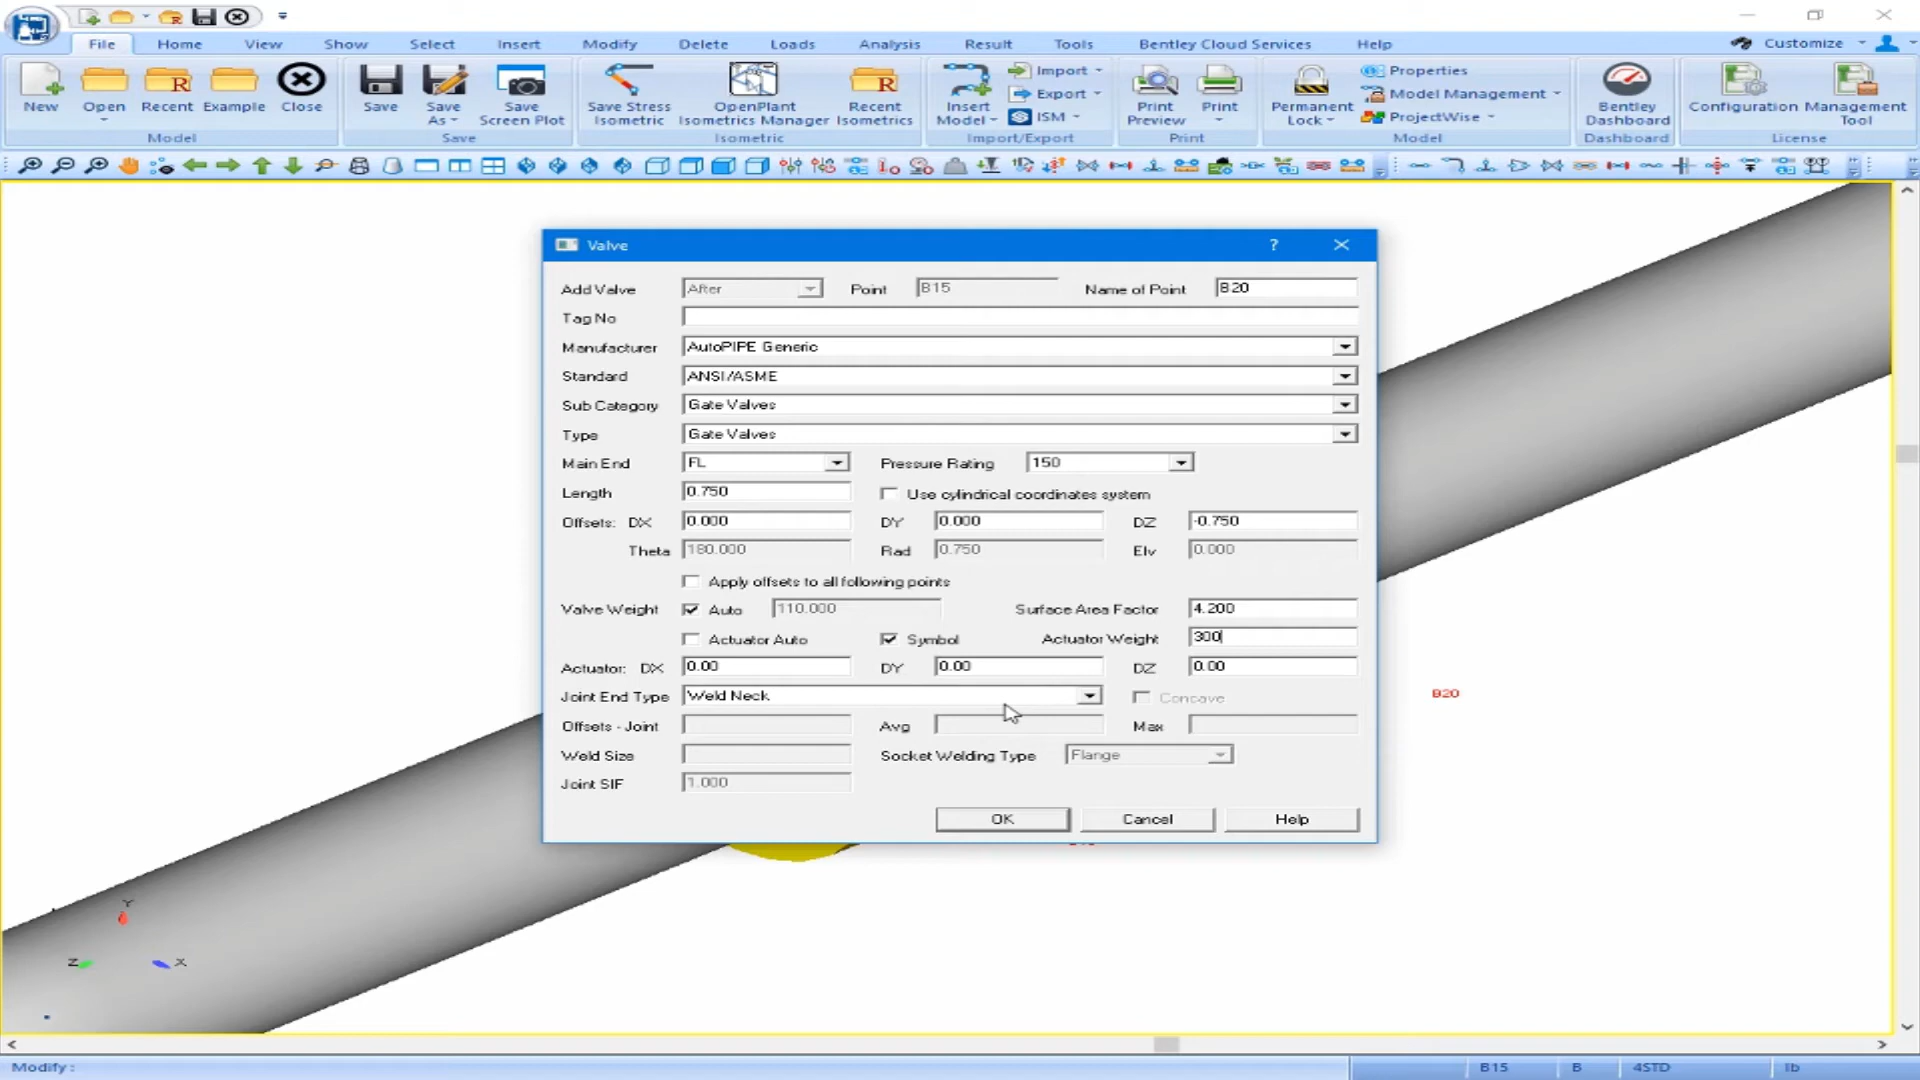 File Home View Show Select Insert Modify Delete Loads Analysis Result Tools Bentley Cloud Services Help Customize
New Open Recent Example Close Save Save As Save Screen Plot Save Stress Isometric OpenPlant Isometrics Manager Recent Isometrics Insert Model Import Export ISM Print Preview Print Permanent Lock Properties Model Management ProjectWise Bentley Dashboard Configuration Management Tool
Model Save Isometric Import/Export Print Model Dashboard License
Valve ?
Add Valve After Point B15 Name of Point B20
Tag No
Manufacturer AutoPIPE Generic
Standard ANSI/ASME
Sub Category Gate Valves
Type Gate Valves
Main End FL Pressure Rating 150
Length 0.750 Use cylindrical coordinates system
Offsets: DX 0.000 DY 0.000 DZ -0.750
Theta 180.000 Rad 0.750 Elv 0.000
Apply offsets to all following points
Valve Weight Auto 110.000 Surface Area Factor 4.200
Actuator Auto Symbol Actuator Weight 300
Actuator: DX 0.00 DY 0.00 DZ 0.00
Joint End Type Weld Neck Concave
B20
Offsets - Joint Avg Max
Weld Size Socket Welding Type Flange
Joint SIF 1.000
OK Cancel Help
Y
Z X
Modify : B15 B 4STD lb